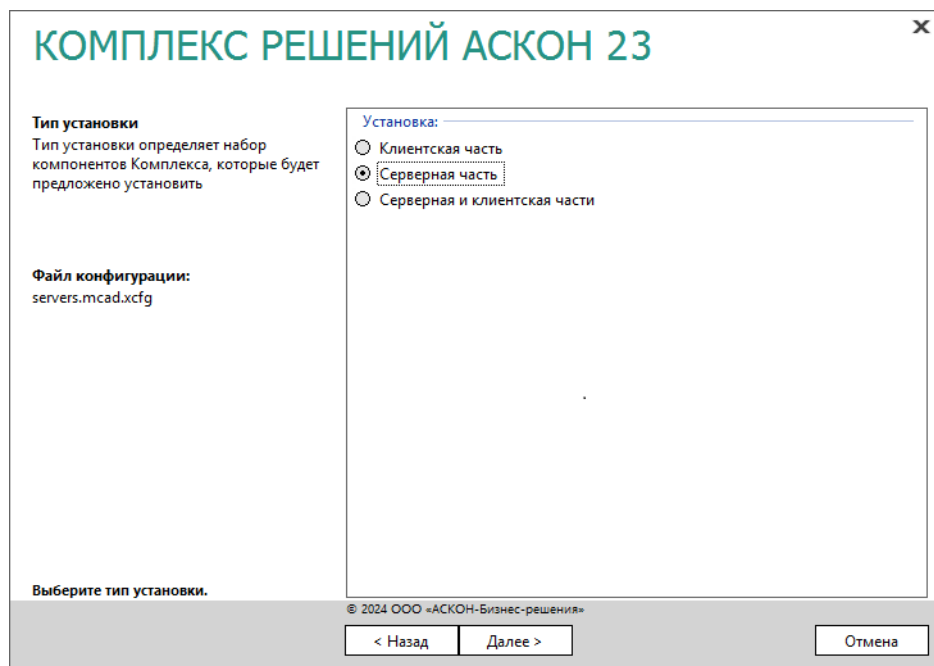 КОМПЛЕКС РЕШЕНИЙ АСКОН 23
Тип установки
Тип установки определяет набор
компонентов Комплекса, которые будет
предложено установить
Файл конфигурации:
servers.mcad.xcfg
Выберите тип установки.
Установка:
Клиентская часть
Серверная часть
Серверная и клиентская части
© 2024 ООО «АСКОН-Бизнес-решения»
< Назад
Далее >
Отмена